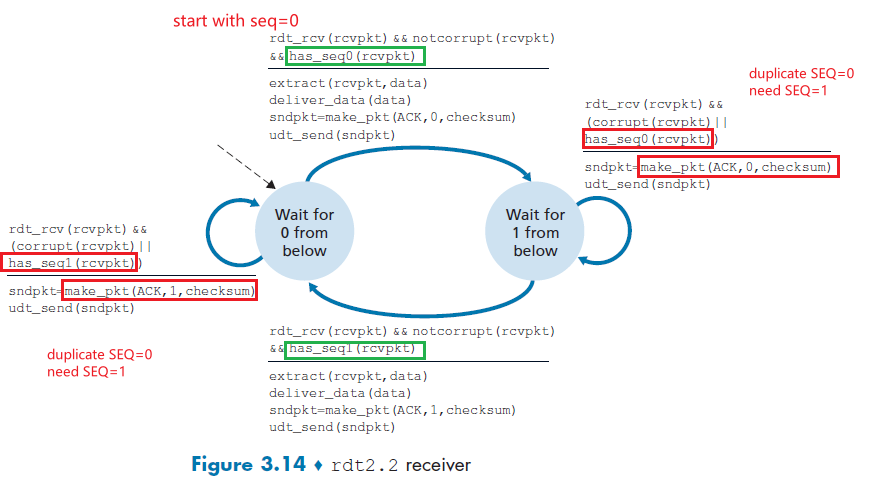 start with seq=0
rdt_rcv(rcvpkt) && notcorrupt(rcvpkt)
&& has_seq0(rcvpkt)
extract(rcvpkt,data)
deliver_data(data)
sndpkt=make_pkt(ACK,0,checksum)
udt_send(sndpkt)
duplicate SEQ=0
need SEQ=1
rdt_rcv(rcvpkt) &&
(corrupt(rcvpkt)||
has_seq0(rcvpkt))
sndpkt=make_pkt(ACK,0,checksum)
udt_send(sndpkt)
Wait for
0 from
below
Wait for
1 from
below
rdt_rcv(rcvpkt) &&
(corrupt(rcvpkt)||
has_seq1(rcvpkt))
sndpkt=make_pkt(ACK,1,checksum)
udt_send(sndpkt)
duplicate SEQ=0
need SEQ=1
rdt_rcv(rcvpkt) && notcorrupt(rcvpkt)
&& has_seq1(rcvpkt)
extract(rcvpkt,data)
deliver_data(data)
sndpkt=make_pkt(ACK,1,checksum)
udt_send(sndpkt)
Figure 3.14 ♦ rdt2.2 receiver